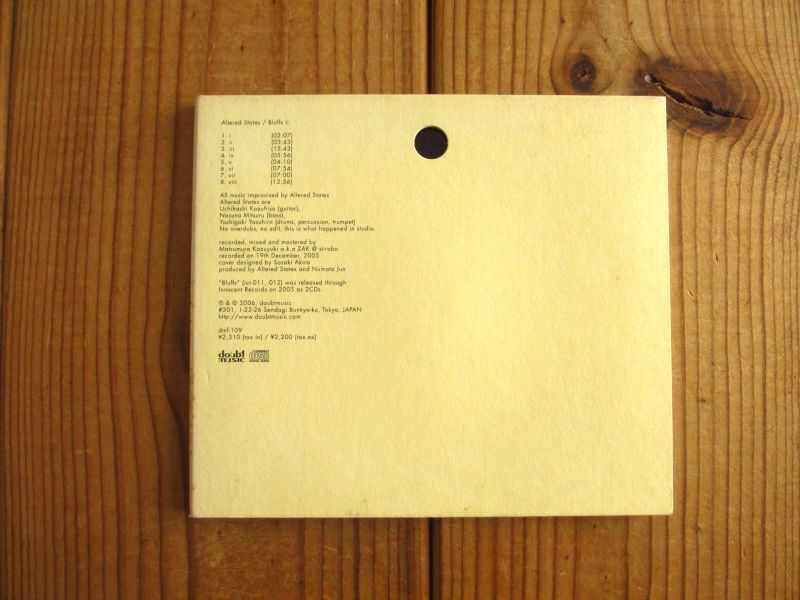 Altered States / Bluffs ii
1. i (02:07)
2. ii (03:43)
3. iii (15:43)
4. iv (05:56)
5. v (04:10)
6. vi (07:54)
7. vii (07:00)
8. viii (12:56)
All music improvised by Altered States
Altered States are
Uchihashi Kazuhisa (guitar),
Nasuno Mitsuru (bass),
Yoshigaki Yasuhiro (drums, percussion, trumpet)
No overdubs, no edit, this is what happened in studio.
recorded, mixed and mastered by
Matsumura Kazuyuki a.k.a ZAK @ st-robo
recorded on 19th December, 2005
cover designed by Sasaki Akira
produced by Altered States and Numata Jun
"Bluffs" (icr-011, 012) was released through
Innocent Records on 2005 as 2CDs.
℗ & © 2006, doubtmusic
#301, 1-22-26 Sendagi Bunkyo-ku, Tokyo, JAPAN
http://www.doubtmusic.com
dmf-109
¥2,310 (tax in) / ¥2,200 (tax ex)
doubt
music